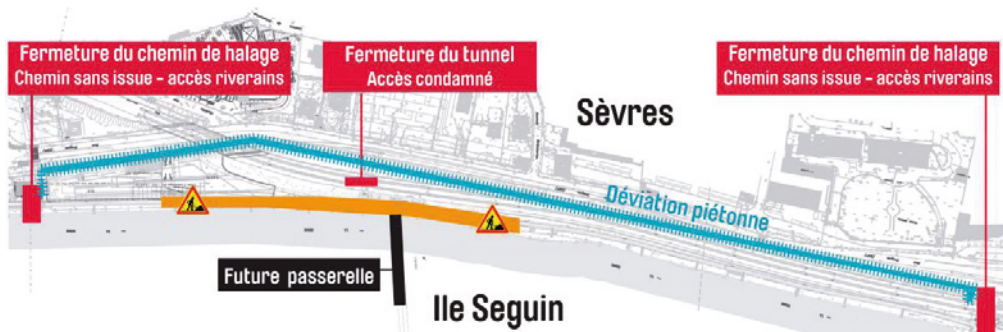 Fermeture du chemin de halage
Chemin sans issue - accès riverains
Fermeture du tunnel
Accès condamné
Fermeture du chemin de halage
Chemin sans issue - accès riverains
Sèvres
Déviation piétonne
Future passerelle
Ile Seguin